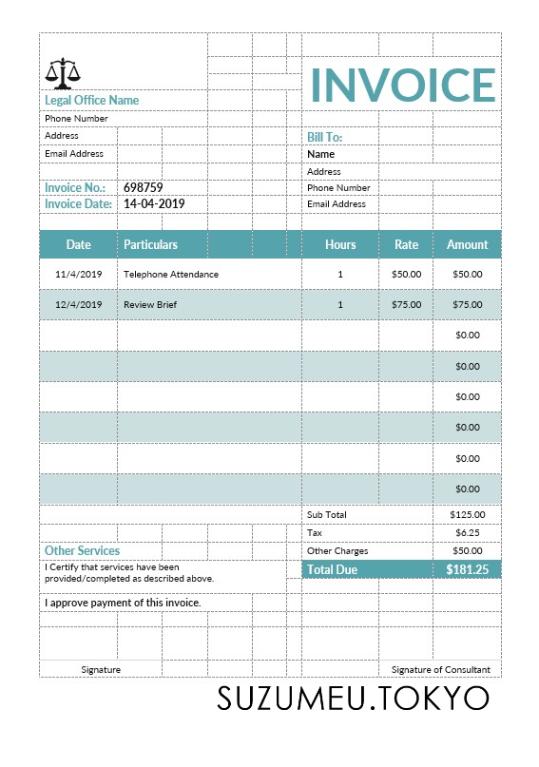 INVOICE
Legal Office Name
Phone Number
Address
Bill To:
Email Address
Name
Address
Invoice No.: 698759
Phone Number
Invoice Date: 14-04-2019
Email Address
Date Particulars Hours Rate Amount
11/4/2019 Telephone Attendance 1 $50.00 $50.00
12/4/2019 Review Brief 1 $75.00 $75.00
$0.00
$0.00
$0.00
$0.00
$0.00
$0.00
Sub Total $125.00
Tax $6.25
Other Services
Other Charges $50.00
I Certify that services have been
provided/completed as described above.
Total Due $181.25
I approve payment of this invoice.
Signature
Signature of Consultant
SUZUMEU.TOKYO